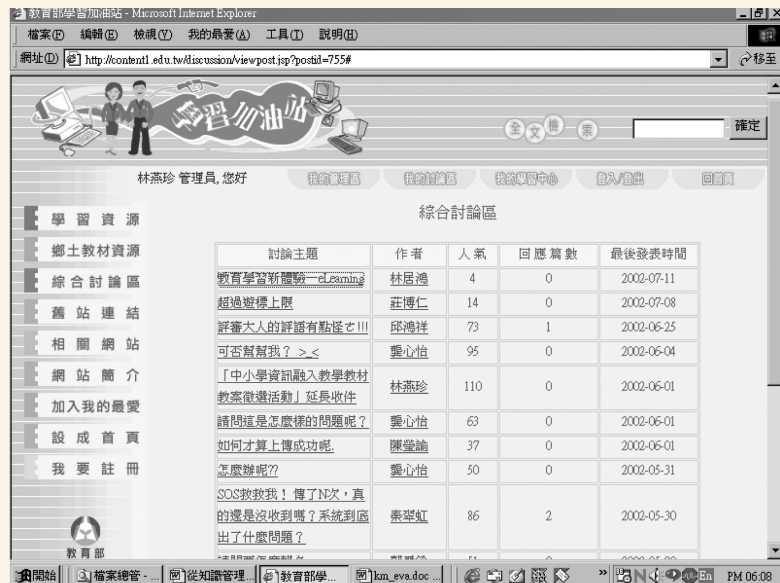 教育部學習加油站 - Microsoft Internet Explorer
檔案(F) 編輯(E) 檢視(V) 我的最愛(A) 工具(T) 說明(H)
網址(D) http://content1.edu.tw/discussion/viewpost.jsp?postid=755# 移至
學習加油站
全文檢索 確定
林燕珍 管理員, 您好 我的管理區 我的討論區 我的學習中心 登入/登出 回首頁
學習資源
鄉土教材資源
綜合討論區
舊站連結
相關網站
網站簡介
加入我的最愛
設成首頁
我要註冊
教育部
綜合討論區
討論主題 作者 人氣 回應篇數 最後發表時間
教育學習新體驗—eLearning 林居鴻 4 0 2002-07-11
超過遊標上限 莊博仁 14 0 2002-07-08
評審大人的評語有點怪ㄜ!!! 邱鴻祥 73 1 2002-06-25
可否幫幫我? >_< 龔心怡 95 0 2002-06-04
「中小學資訊融入教學教材
教案徵選活動」延長收件 林燕珍 110 0 2002-06-01
請問這是怎麼樣的問題呢? 龔心怡 63 0 2002-06-01
如何才算上傳成功呢. 陳瑩諭 37 0 2002-06-01
怎麼辦呢?? 龔心怡 50 0 2002-05-31
SOS救救我!傳了N次,真
的還是沒收到嗎?系統到底
出了什麼問題? 秦翠虹 86 2 2002-05-30
開始 檔案總管 - ... 從知識管理... 教育部學... km_eva.doc ... » En PM 06:09